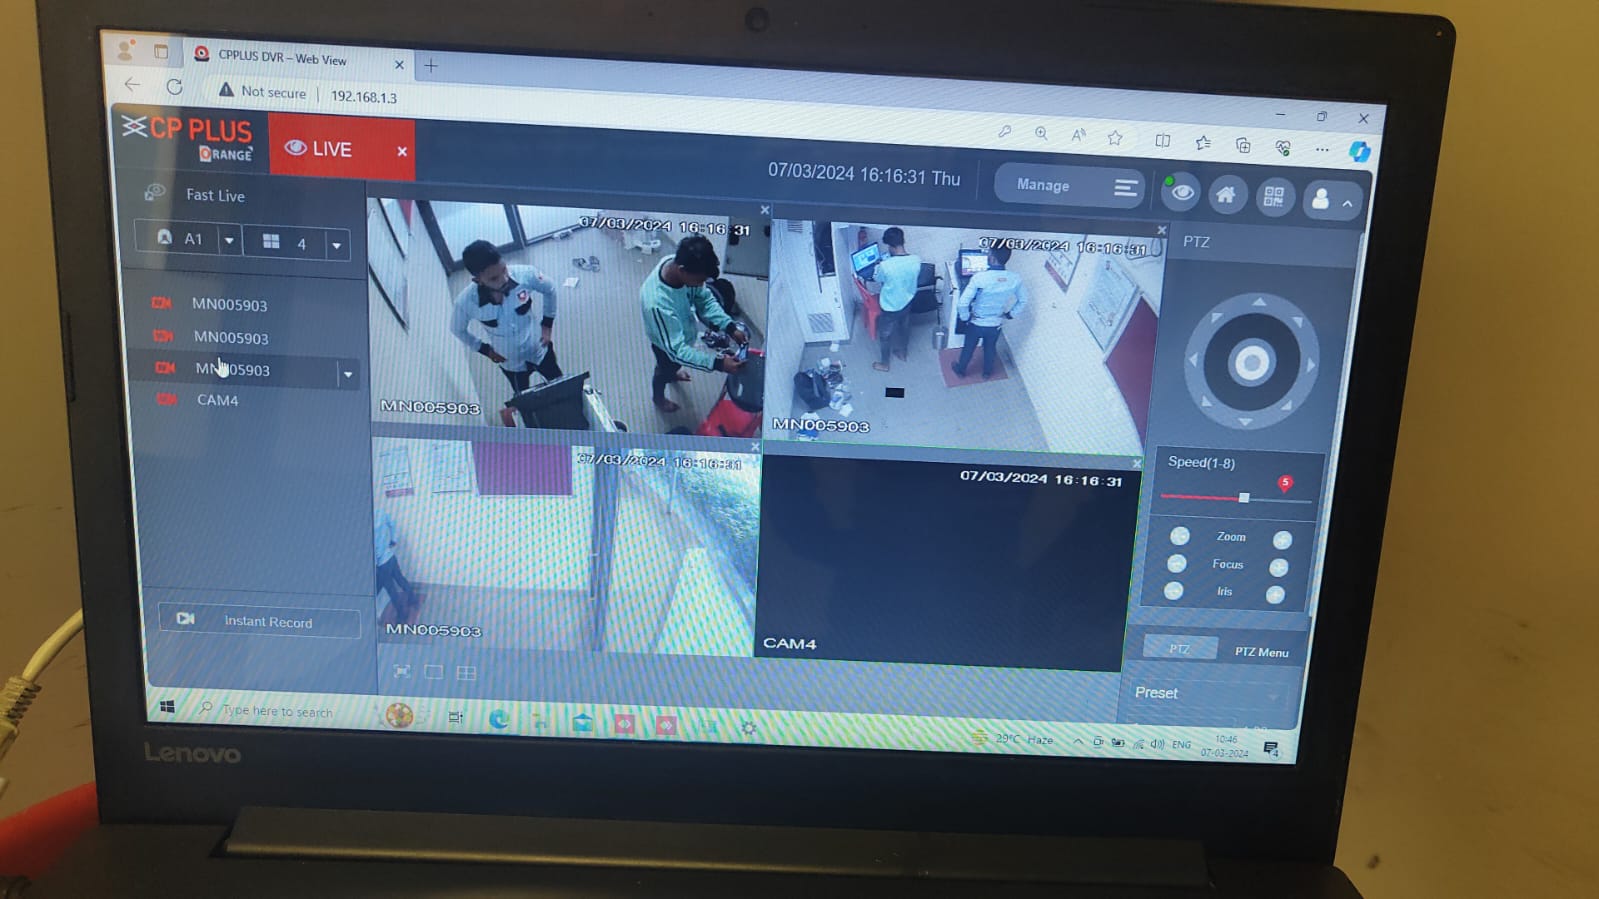 CPPLUS DVR – Web View
Not secure
192.168.1.3
CP PLUS
ORANGE
LIVE
07/03/2024 16:16:31 Thu
Manage
Fast Live
A1
4
MN005903
MN005903
MN005903
CAM4
Instant Record
07/03/2024 16:16:31
MN005903
07/03/2024 16:16:31
MN005903
07/03/2024 16:16:31
MN005903
07/03/2024 16:16:31
CAM4
PTZ
Speed(1-8)
5
Zoom
Focus
Iris
PTZ
PTZ Menu
Preset
Type here to search
29°C Haze
ENG
10:46
07-03-2024
4
Lenovo